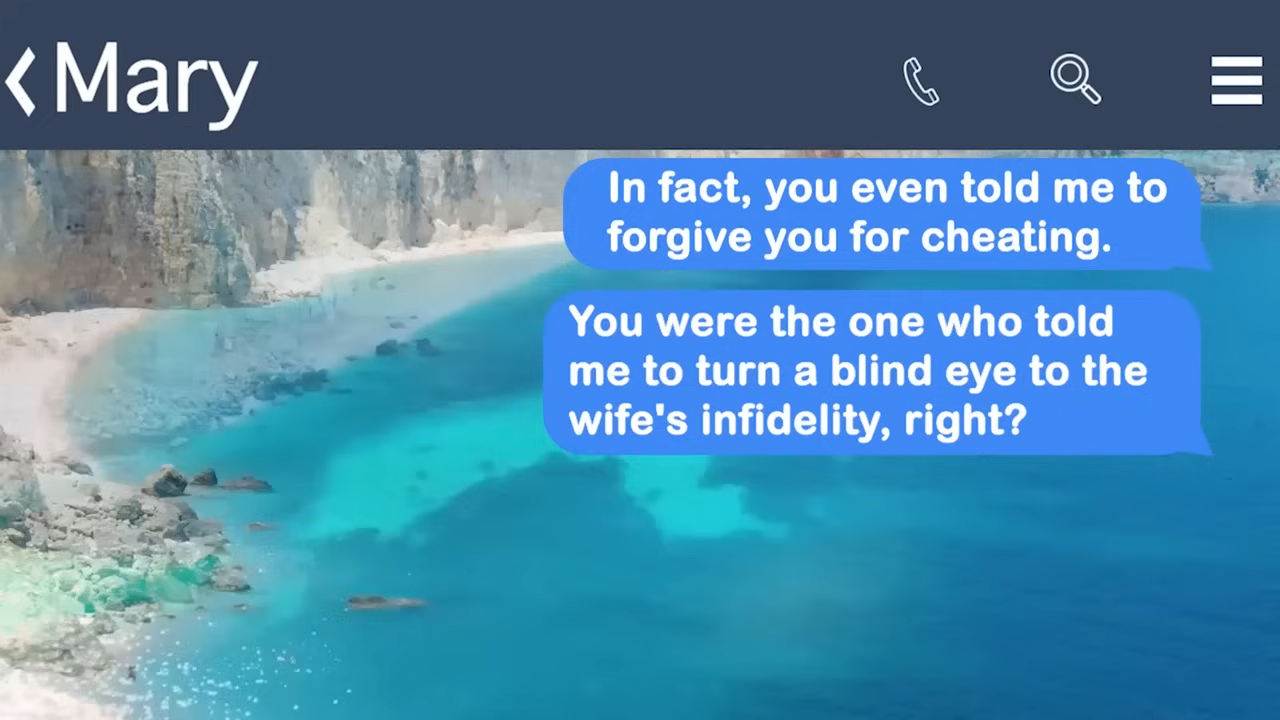 Mary
In fact, you even told me to
forgive you for cheating.
You were the one who told
me to turn a blind eye to the
wife's infidelity, right?